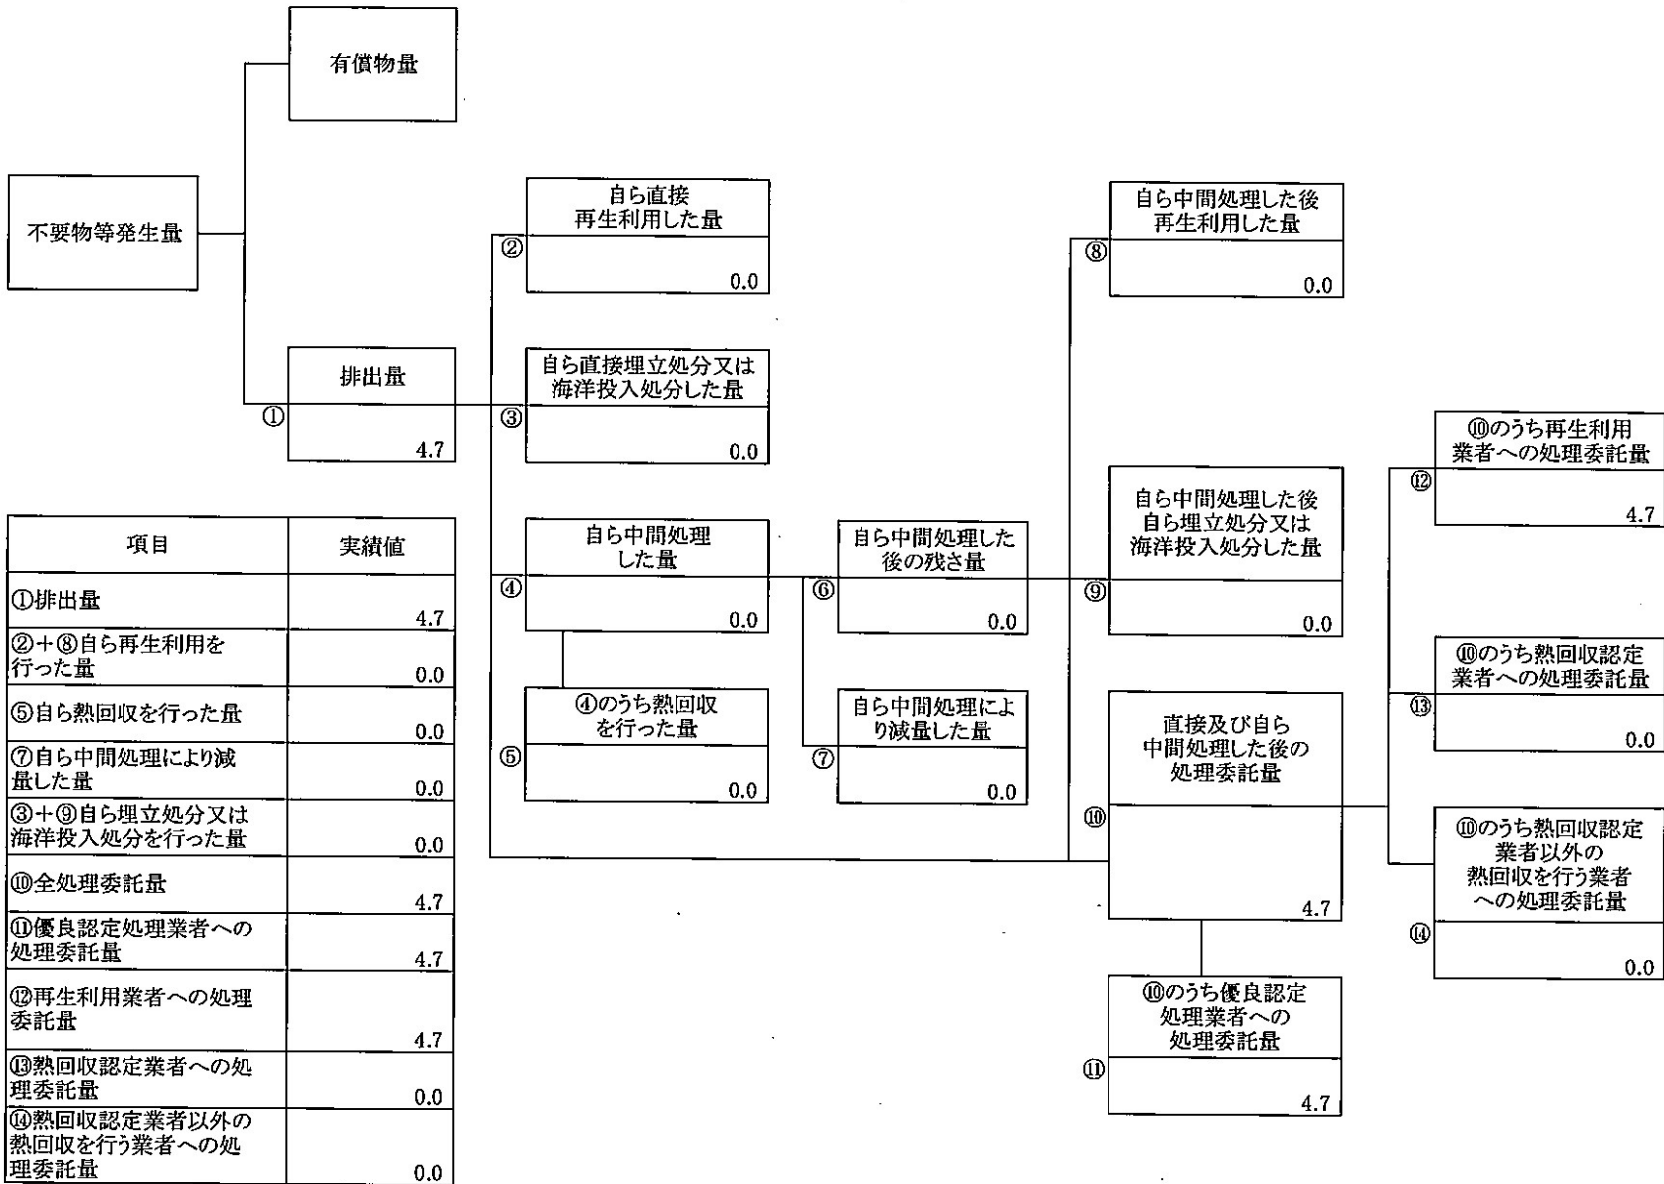 有償物量
不要物等発生量
排出量
①
4.7
自ら直接
再生利用した量
②
0.0
自ら直接埋立処分又は
海洋投入処分した量
③
0.0
自ら中間処理
した量
④
0.0
④のうち熱回収
を行った量
⑤
0.0
自ら中間処理した
後の残さ量
⑥
0.0
自ら中間処理によ
り減量した量
⑦
0.0
自ら中間処理した後
再生利用した量
⑧
0.0
自ら中間処理した後
自ら埋立処分又は
海洋投入処分した量
⑨
0.0
直接及び自ら
中間処理した後の
処理委託量
⑩
4.7
⑩のうち優良認定
処理業者への
処理委託量
⑪
4.7
⑩のうち再生利用
業者への処理委託量
⑫
4.7
⑩のうち熱回収認定
業者への処理委託量
⑬
0.0
⑩のうち熱回収認定
業者以外の
熱回収を行う業者
への処理委託量
⑭
0.0
項目 実績値
①排出量
4.7
②+⑧自ら再生利用を
行った量
0.0
⑤自ら熱回収を行った量
0.0
⑦自ら中間処理により減
量した量
0.0
③+⑨自ら埋立処分又は
海洋投入処分を行った量
0.0
⑩全処理委託量
4.7
⑪優良認定処理業者への
処理委託量
4.7
⑫再生利用業者への処理
委託量
4.7
⑬熱回収認定業者への処
理委託量
0.0
⑭熱回収認定業者以外の
熱回収を行う業者への処
理委託量
0.0